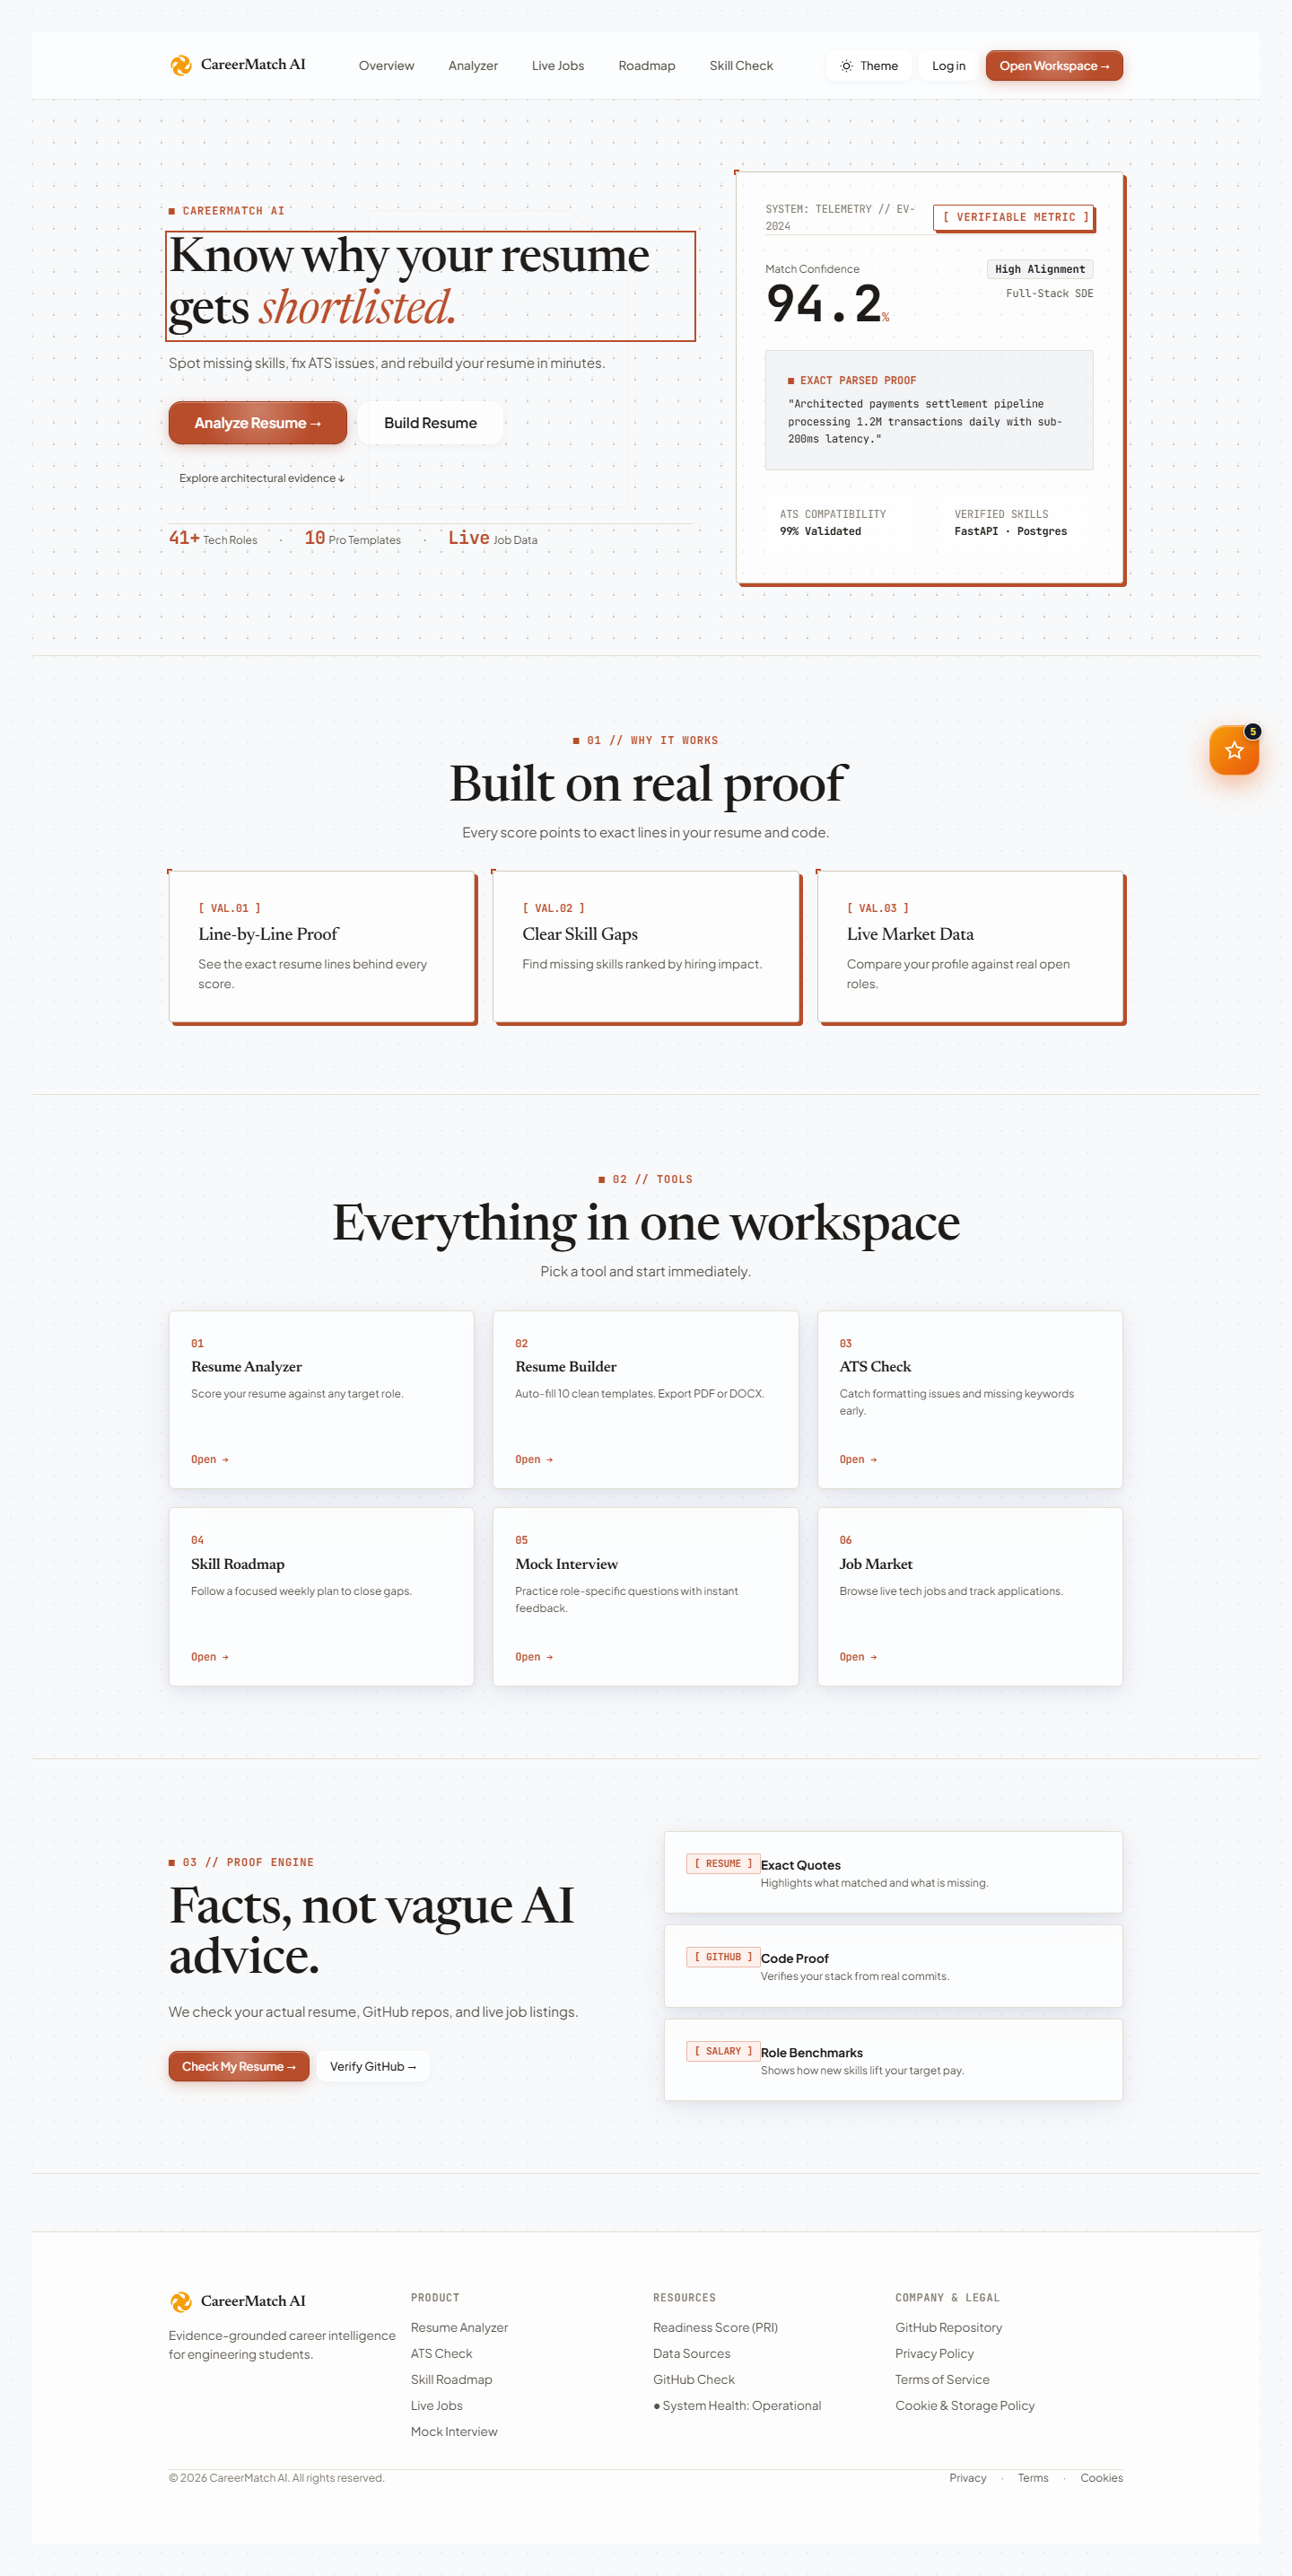 CareerMatch AI
Overview
Analyzer
Live Jobs
Roadmap
Skill Check
Theme
Log in
Open Workspace →
■ CAREERMATCH AI
Know why your resume
gets shortlisted.
Spot missing skills, fix ATS issues, and rebuild your resume in minutes.
Analyze Resume →
Build Resume
Explore architectural evidence ↓
41+ Tech Roles · 10 Pro Templates · Live Job Data
SYSTEM: TELEMETRY // EV-
2024
[ VERIFIABLE METRIC ]
Match Confidence
94.2%
High Alignment
Full-Stack SDE
■ EXACT PARSED PROOF
"Architected payments settlement pipeline
processing 1.2M transactions daily with sub-
200ms latency."
ATS COMPATIBILITY
99% Validated
VERIFIED SKILLS
FastAPI · Postgres
5
■ 01 // WHY IT WORKS
Built on real proof
Every score points to exact lines in your resume and code.
[ VAL.01 ]
Line-by-Line Proof
See the exact resume lines behind every
score.
[ VAL.02 ]
Clear Skill Gaps
Find missing skills ranked by hiring impact.
[ VAL.03 ]
Live Market Data
Compare your profile against real open
roles.
■ 02 // TOOLS
Everything in one workspace
Pick a tool and start immediately.
01
Resume Analyzer
Score your resume against any target role.
Open →
02
Resume Builder
Auto-fill 10 clean templates. Export PDF or DOCX.
Open →
03
ATS Check
Catch formatting issues and missing keywords
early.
Open →
04
Skill Roadmap
Follow a focused weekly plan to close gaps.
Open →
05
Mock Interview
Practice role-specific questions with instant
feedback.
Open →
06
Job Market
Browse live tech jobs and track applications.
Open →
■ 03 // PROOF ENGINE
Facts, not vague AI
advice.
We check your actual resume, GitHub repos, and live job listings.
Check My Resume →
Verify GitHub →
[ RESUME ]
Exact Quotes
Highlights what matched and what is missing.
[ GITHUB ]
Code Proof
Verifies your stack from real commits.
[ SALARY ]
Role Benchmarks
Shows how new skills lift your target pay.
CareerMatch AI
Evidence-grounded career intelligence
for engineering students.
PRODUCT
Resume Analyzer
ATS Check
Skill Roadmap
Live Jobs
Mock Interview
RESOURCES
Readiness Score (PRI)
Data Sources
GitHub Check
● System Health: Operational
COMPANY & LEGAL
GitHub Repository
Privacy Policy
Terms of Service
Cookie & Storage Policy
© 2026 CareerMatch AI. All rights reserved.
Privacy · Terms · Cookies